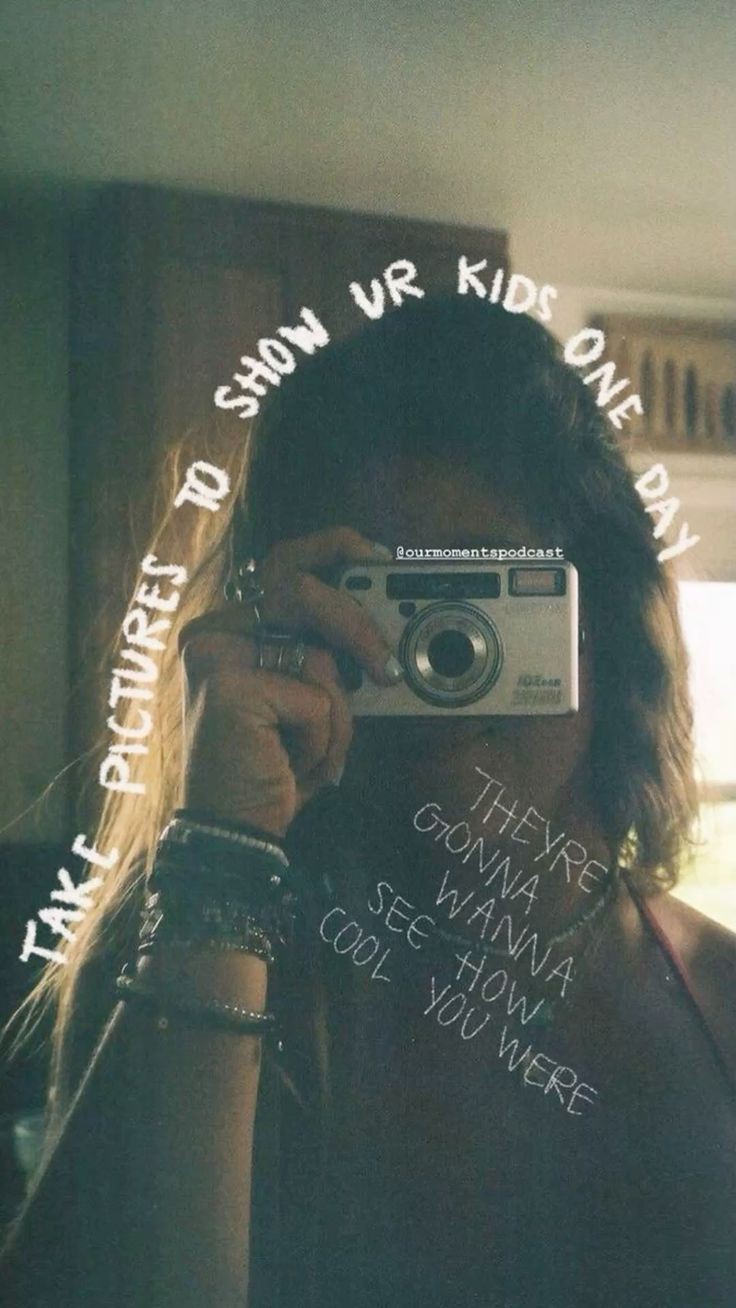 TAKE PICTURES TO SHOW UR KIDS ONE DAY
@ourmomentspodcast
THEYRE
GONNA
WANNA
SEE HOW
COOL YOU WERE